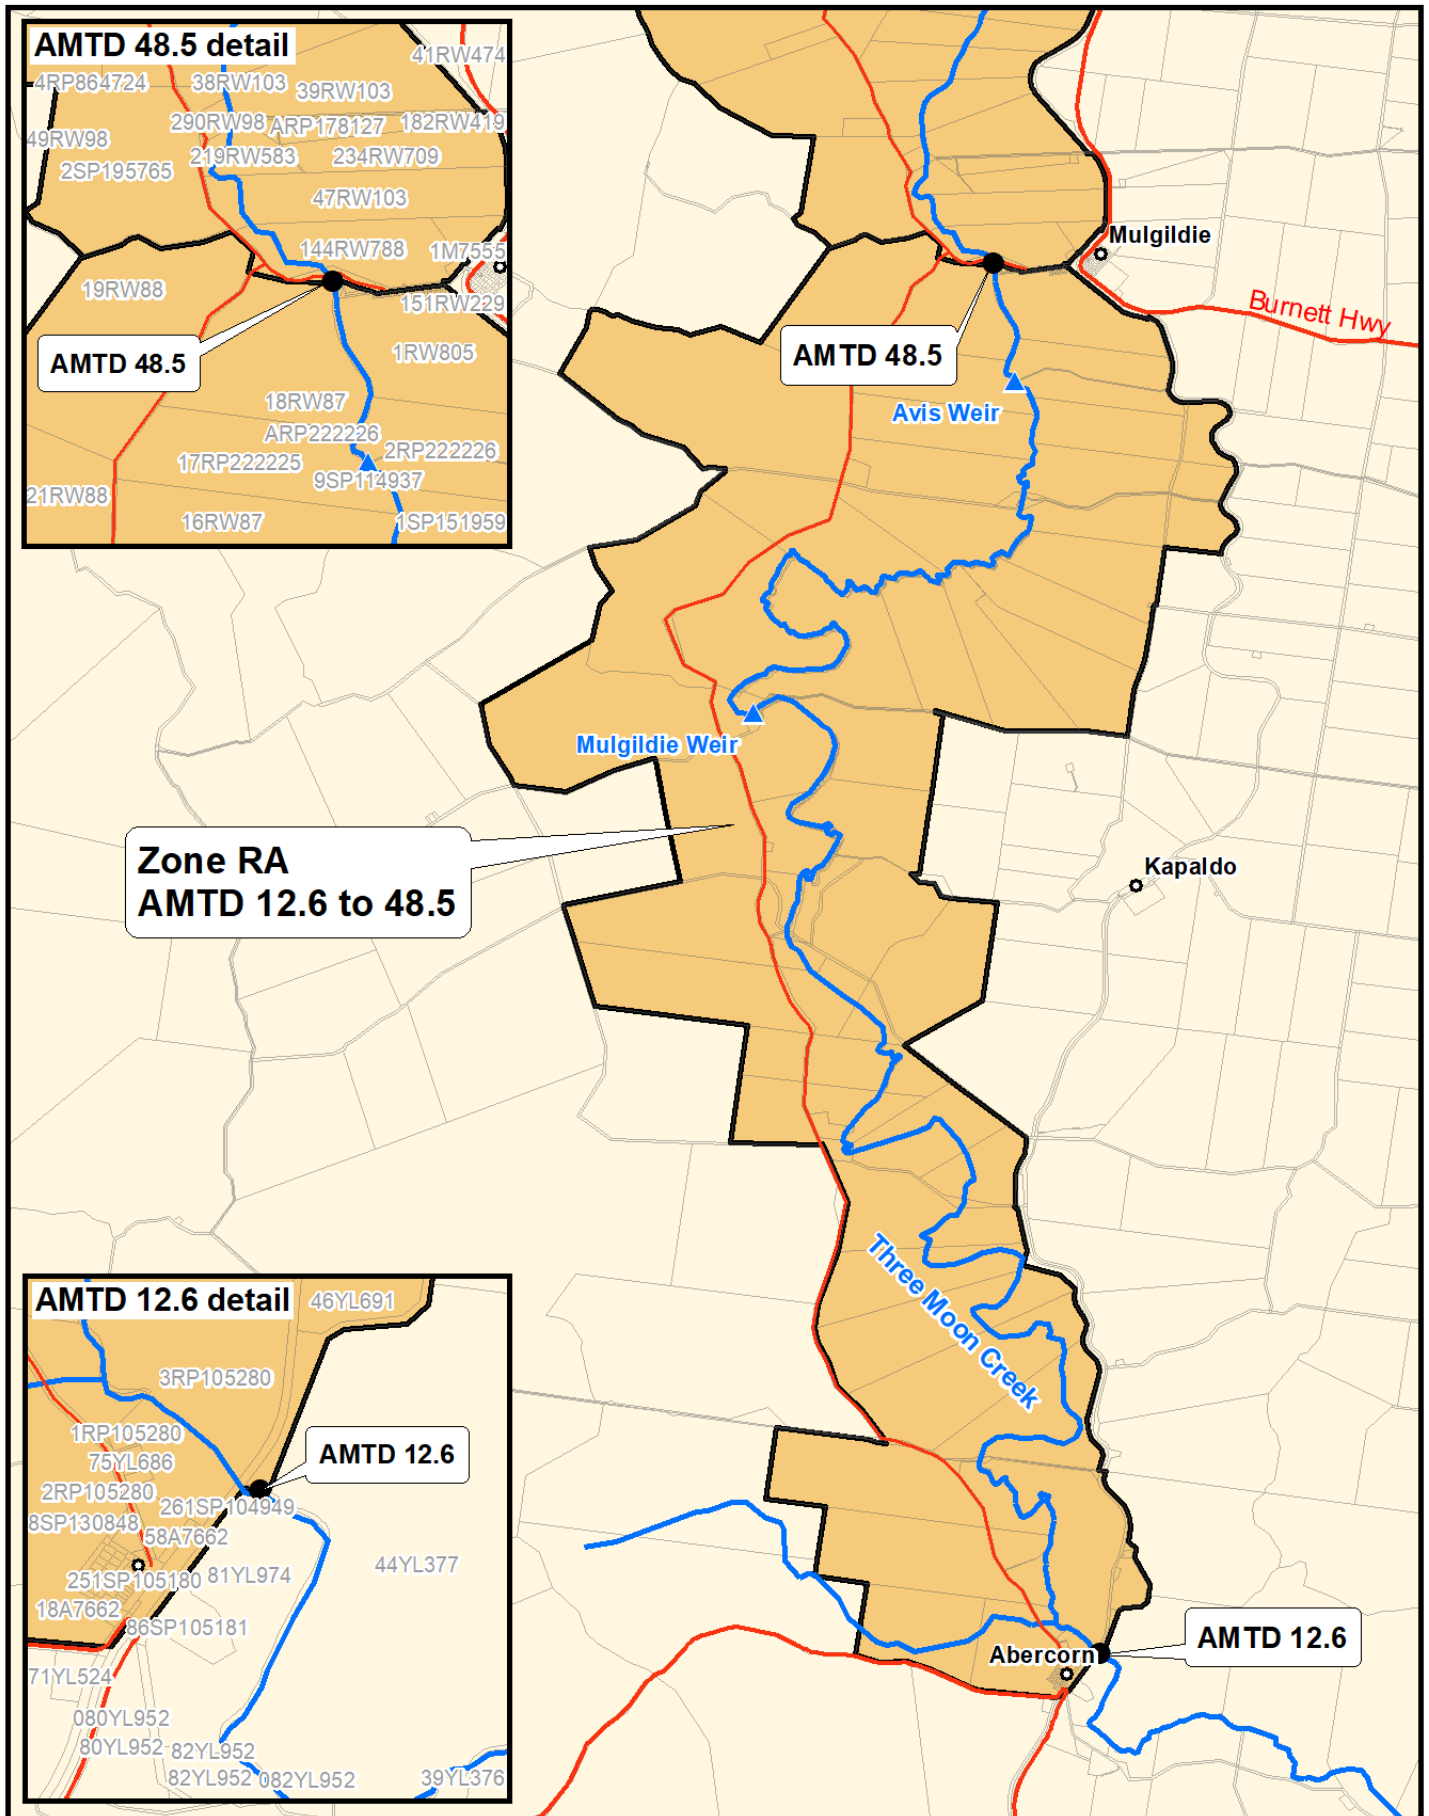 AMTD 48.5 detail
41RW474
4RP864724
38RW103
39RW103
290RW98
ARP178127
182RW419
49RW98
219RW583
234RW709
2SP195765
47RW103
144RW788
1M7555
19RW88
151RW229
AMTD 48.5
1RW805
18RW87
ARP222226
2RP222226
17RP222225
9SP114937
21RW88
16RW87
1SP151959
Mulgildie
Burnett Hwy
AMTD 48.5
Avis Weir
Mulgildie Weir
Zone RA
AMTD 12.6 to 48.5
Kapaldo
Three Moon Creek
AMTD 12.6 detail
46YL691
3RP105280
1RP105280
AMTD 12.6
75YL686
2RP105280
261SP104949
8SP130848
58A7662
44YL377
251SP105180
81YL974
18A7662
86SP105181
71YL524
080YL952
80YL952
82YL952
82YL952
082YL952
39YL376
Abercorn
AMTD 12.6